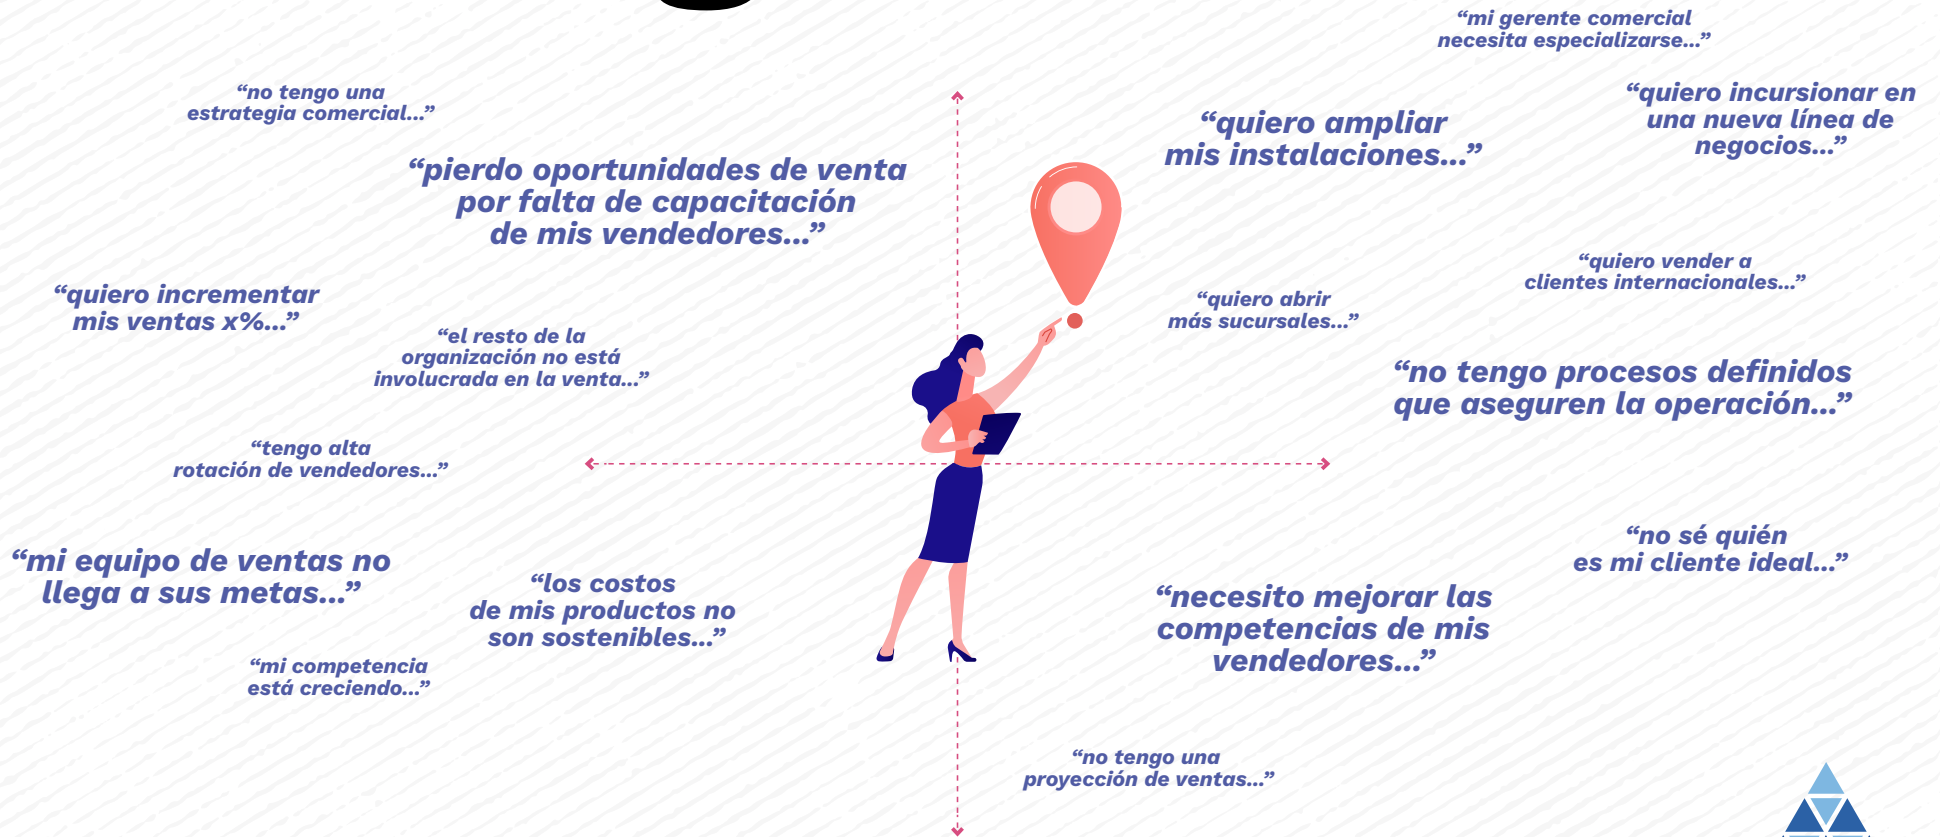 “mi gerente comercial
necesita especializarse...”
“no tengo una
estrategia comercial...”
“quiero incursionar en
una nueva línea de
negocios...”
“quiero ampliar
mis instalaciones...”
“pierdo oportunidades de venta
por falta de capacitación
de mis vendedores...”
“quiero vender a
clientes internacionales...”
“quiero incrementar
mis ventas x%...”
“quiero abrir
más sucursales...”
“el resto de la
organización no está
involucrada en la venta...”
“no tengo procesos definidos
que aseguren la operación...”
“tengo alta
rotación de vendedores...”
“no sé quién
es mi cliente ideal...”
“mi equipo de ventas no
llega a sus metas...”
“los costos
de mis productos no
son sostenibles...”
“necesito mejorar las
competencias de mis
vendedores...”
“mi competencia
está creciendo...”
“no tengo una
proyección de ventas...”